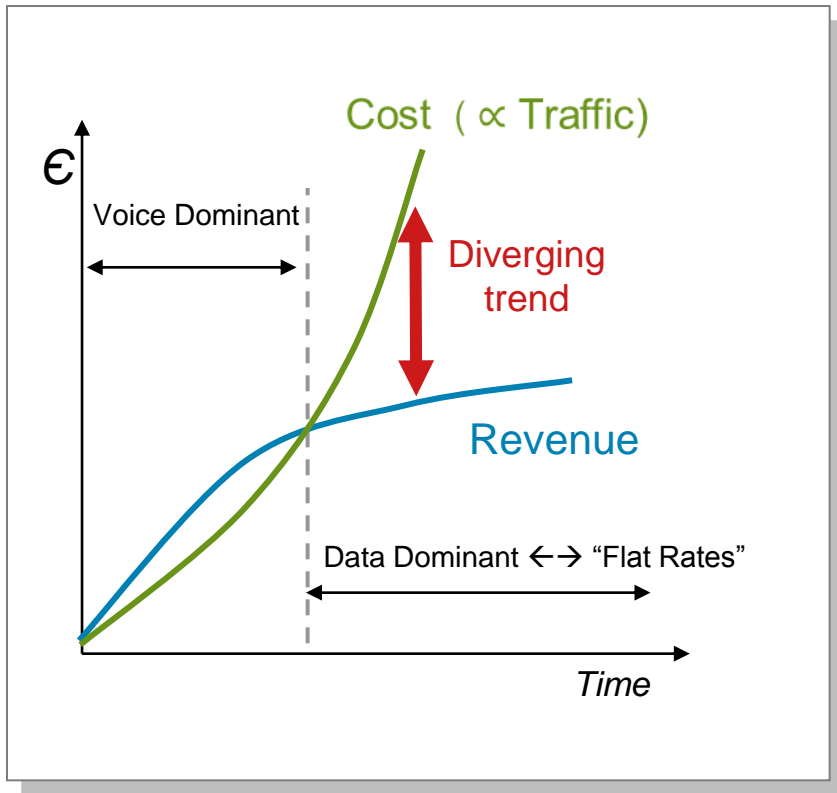 Cost ( ∝ Traffic)
Є
Voice Dominant
Diverging
trend
Revenue
Data Dominant ←→ “Flat Rates”
Time